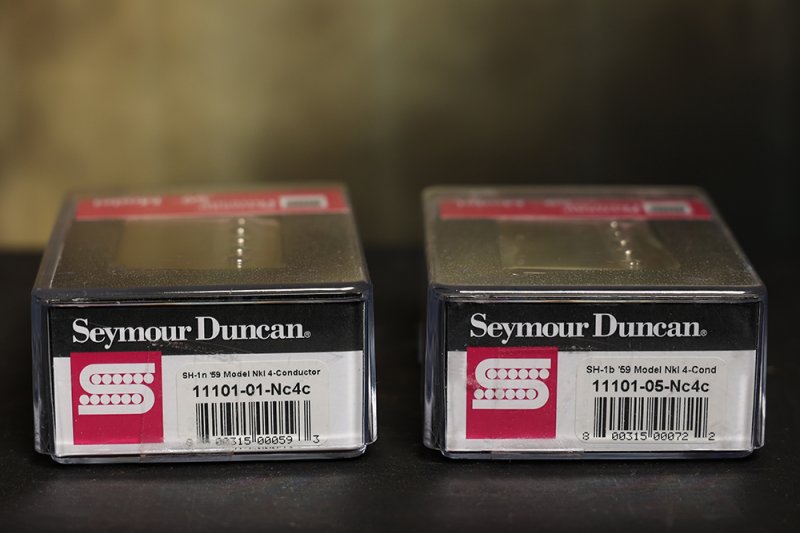 Seymour Duncan®
SH-1n '59 Model Nkl 4-Conductor
11101-01-Nc4c
8 00315 00059 3
Seymour Duncan®
SH-1b '59 Model Nkl 4-Cond
11101-05-Nc4c
8 00315 00072 2